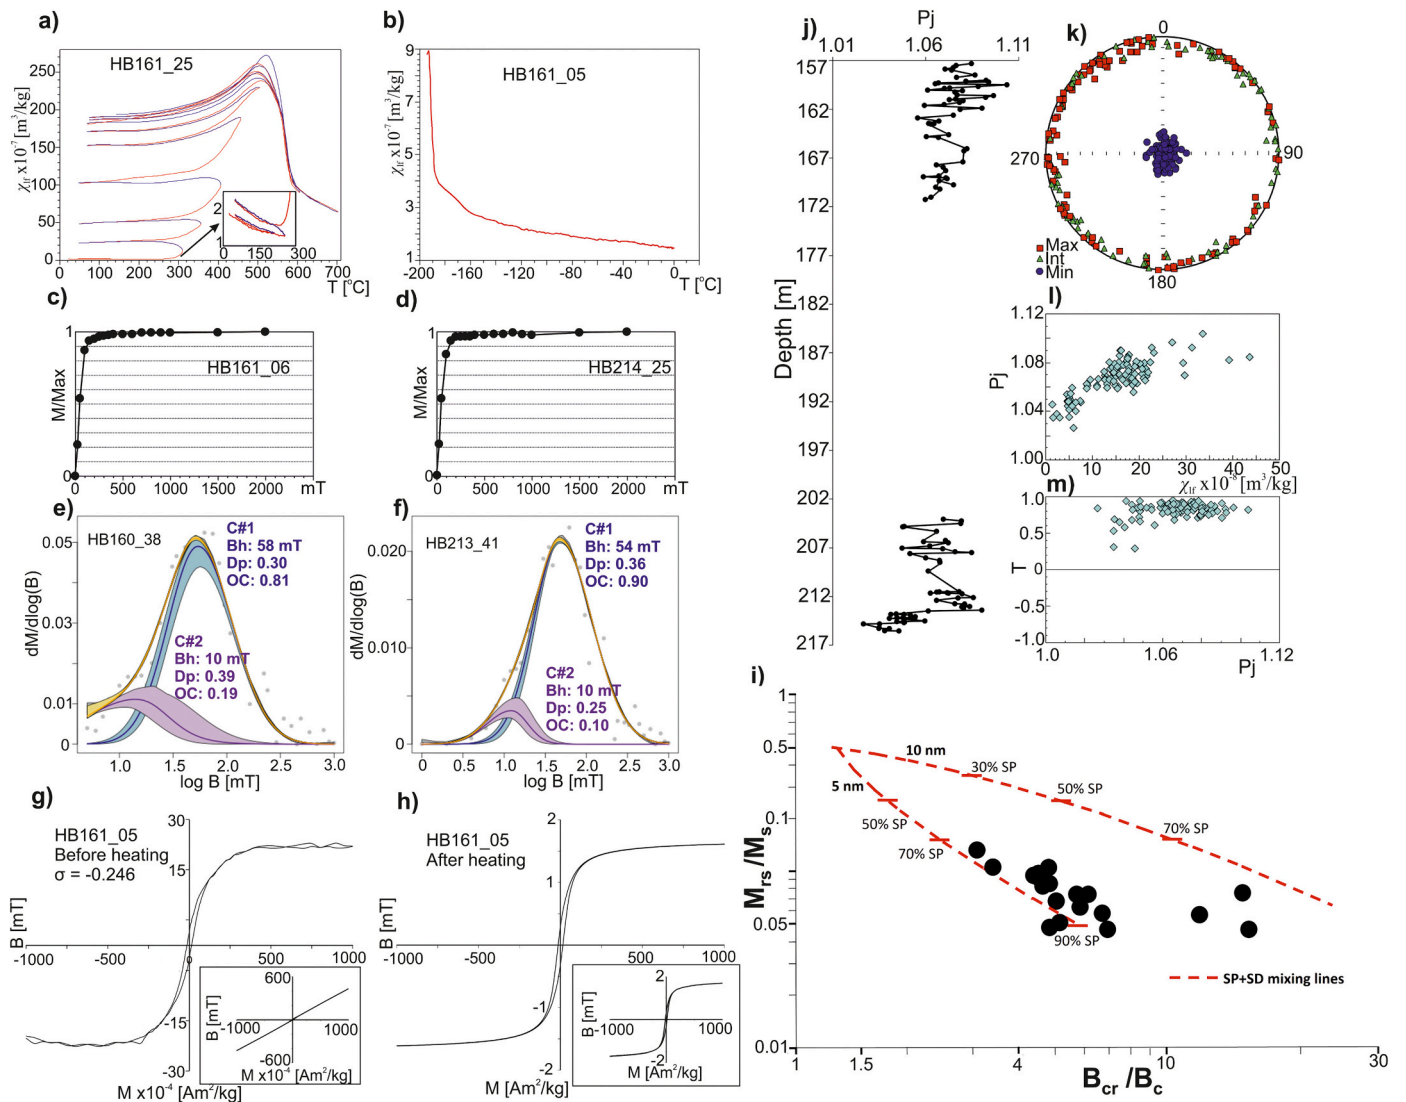 a)
HB161_25
250
200
150
100
50
0
χlf x10-7 [m3/kg]
0
100
200
300
400
500
600
700
T [oC]
2
1
0
150
300
b)
HB161_05
9
7
5
3
1
χlf x10-7 [m3/kg]
-200
-160
-120
-80
-40
0
T [oC]
c)
1
HB161_06
M/Max
0
0
500
1000
1500
2000
mT
d)
1
HB214_25
M/Max
0
0
500
1000
1500
2000
mT
e)
HB160_38
C#1
Bh: 58 mT
Dp: 0.30
OC: 0.81
C#2
Bh: 10 mT
Dp: 0.39
OC: 0.19
0.05
0.03
0.01
0
dM/dlog(B)
1.0
1.5
2.0
2.5
3.0
log B [mT]
f)
HB213_41
C#1
Bh: 54 mT
Dp: 0.36
OC: 0.90
C#2
Bh: 10 mT
Dp: 0.25
OC: 0.10
0.020
0.010
0
dM/dlog(B)
0
0.5
1.0
1.5
2.0
2.5
3.0
log B [mT]
g)
HB161_05
Before heating
σ = -0.246
30
15
0
-15
-30
B [mT]
-1000
-500
500
1000
M x10-4 [Am2/kg]
600
B [mT]
-1000
1000
-600
M x10-4 [Am2/kg]
h)
HB161_05
After heating
2
1
-1
-2
B [mT]
-1000
-500
500
1000
M [Am2/kg]
2
B [mT]
-1000
1000
-2
M [Am2/kg]
j)
Pj
1.01
1.06
1.11
157
162
167
172
177
182
187
192
197
202
207
212
217
Depth [m]
k)
0
90
180
270
Max
Int
Min
l)
1.12
1.08
1.04
1.00
Pj
0
10
20
30
40
50
χlf x10-8 [m3/kg]
m)
1.0
0.5
0
-0.5
-1.0
T
1.0
1.06
1.12
Pj
i)
1
0.5
0.1
0.05
0.01
Mrs /Ms
10 nm
30% SP
50% SP
70% SP
5 nm
50% SP
70% SP
90% SP
SP+SD mixing lines
1
1.5
4
10
30
Bcr /Bc